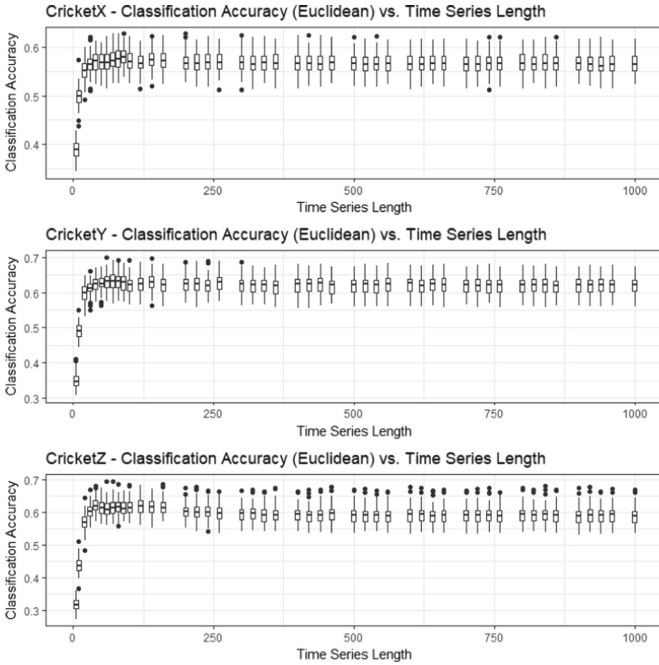 CricketX - Classification Accuracy (Euclidean) vs. Time Series Length
Classification Accuracy
0.6
0.5
0.4
0 250 500 750 1000
Time Series Length
CricketY - Classification Accuracy (Euclidean) vs. Time Series Length
Classification Accuracy
0.7
0.6
0.5
0.4
0.3
0 250 500 750 1000
Time Series Length
CricketZ - Classification Accuracy (Euclidean) vs. Time Series Length
Classification Accuracy
0.7
0.6
0.5
0.4
0.3
0 250 500 750 1000
Time Series Length